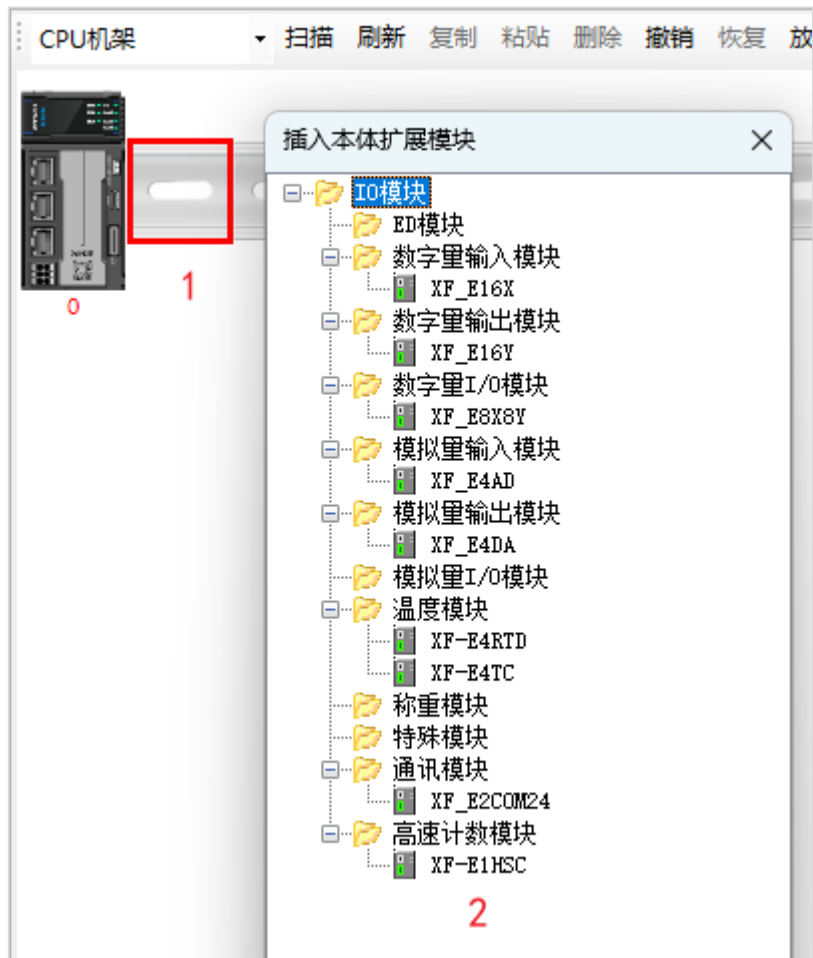 CPU机架 扫描 刷新 复制 粘贴 删除 撤销 恢复 放
插入本体扩展模块
IO模块
ED模块
数字量输入模块
XF_E16X
数字量输出模块
XF_E16Y
数字量I/O模块
XF_E8X8Y
模拟量输入模块
XF_E4AD
模拟量输出模块
XF_E4DA
模拟量I/O模块
温度模块
XF-E4RTD
XF-E4TC
称重模块
特殊模块
通讯模块
XF_E2COM24
高速计数模块
XF-E1HSC
0
1
2